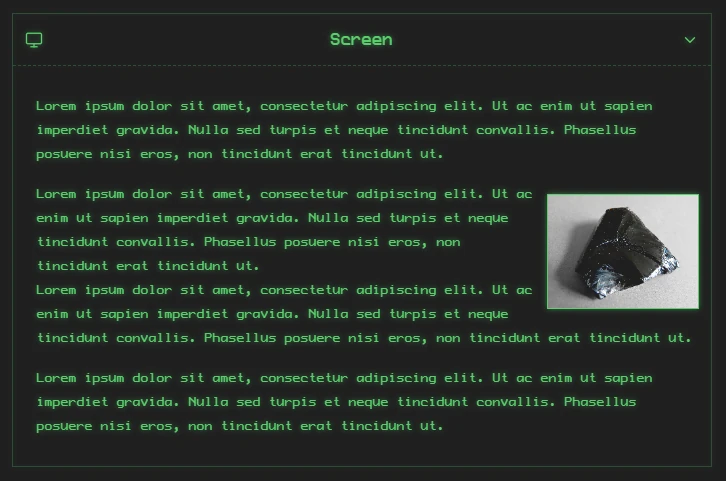 Screen
Lorem ipsum dolor sit amet, consectetur adipiscing elit. Ut ac enim ut sapien
imperdiet gravida. Nulla sed turpis et neque tincidunt convallis. Phasellus
posuere nisi eros, non tincidunt erat tincidunt ut.
Lorem ipsum dolor sit amet, consectetur adipiscing elit. Ut ac
enim ut sapien imperdiet gravida. Nulla sed turpis et neque
tincidunt convallis. Phasellus posuere nisi eros, non
tincidunt erat tincidunt ut.
Lorem ipsum dolor sit amet, consectetur adipiscing elit. Ut ac
enim ut sapien imperdiet gravida. Nulla sed turpis et neque
tincidunt convallis. Phasellus posuere nisi eros, non tincidunt erat tincidunt ut.
Lorem ipsum dolor sit amet, consectetur adipiscing elit. Ut ac enim ut sapien
imperdiet gravida. Nulla sed turpis et neque tincidunt convallis. Phasellus
posuere nisi eros, non tincidunt erat tincidunt ut.